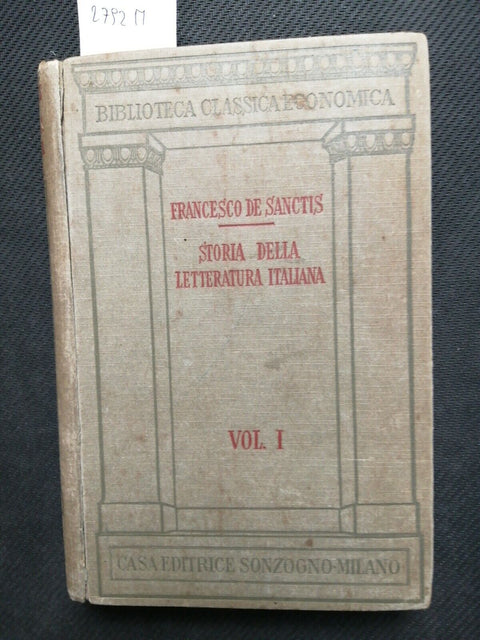 2792 M
BIBLIOTECA CLASSICA ECONOMICA
FRANCESCO DE SANCTIS
STORIA DELLA
LETTERATURA ITALIANA
VOL. I
CASA EDITRICE SONZOGNO-MILANO